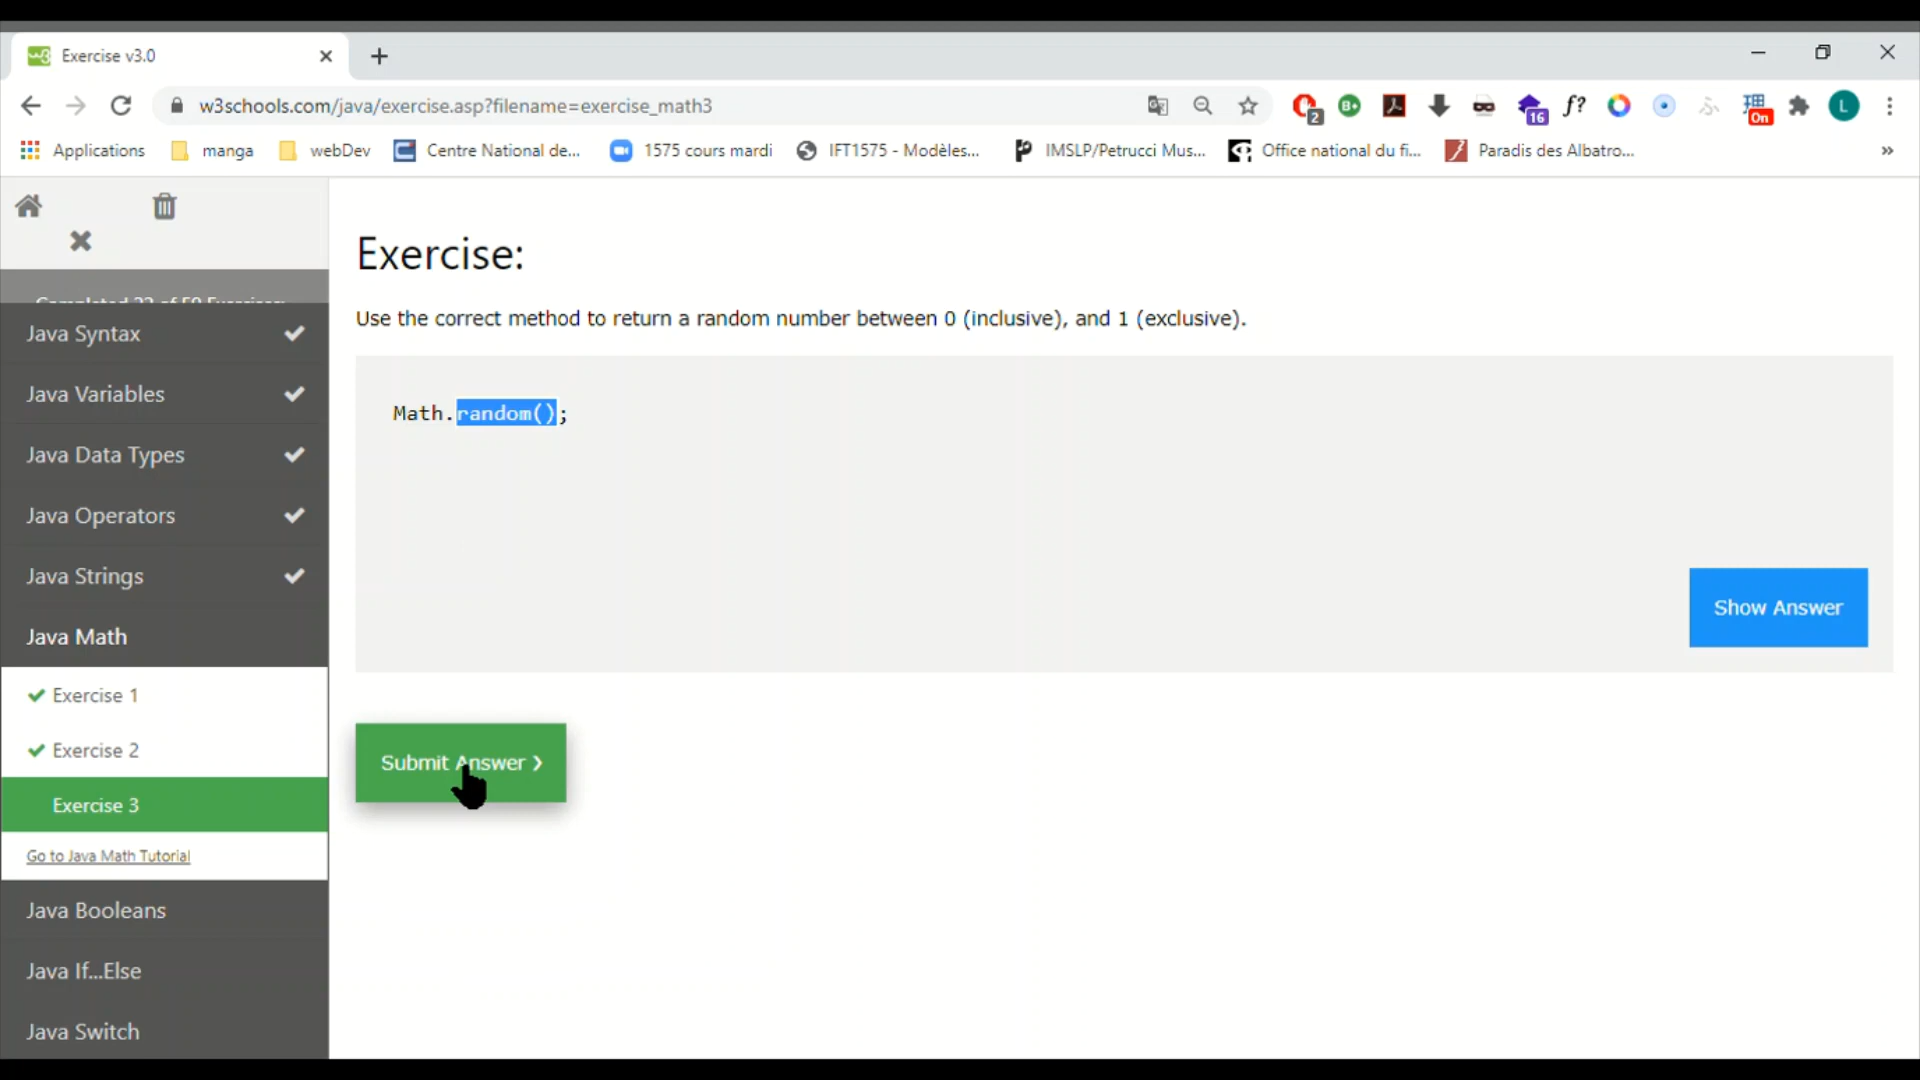 Exercise v3.0
w3schools.com/java/exercise.asp?filename=exercise_math3
2
B+
16
f?
理
On
L
Applications
manga
webDev
Centre National de...
1575 cours mardi
IFT1575 - Modèles...
IMSLP/Petrucci Mus...
Office national du fi...
Paradis des Albatro...
»
Exercise:
Use the correct method to return a random number between 0 (inclusive), and 1 (exclusive).
Math.random();
Show Answer
Submit Answer ❯
Java Syntax
Java Variables
Java Data Types
Java Operators
Java Strings
Java Math
Exercise 1
Exercise 2
Exercise 3
Go to Java Math Tutorial
Java Booleans
Java If...Else
Java Switch